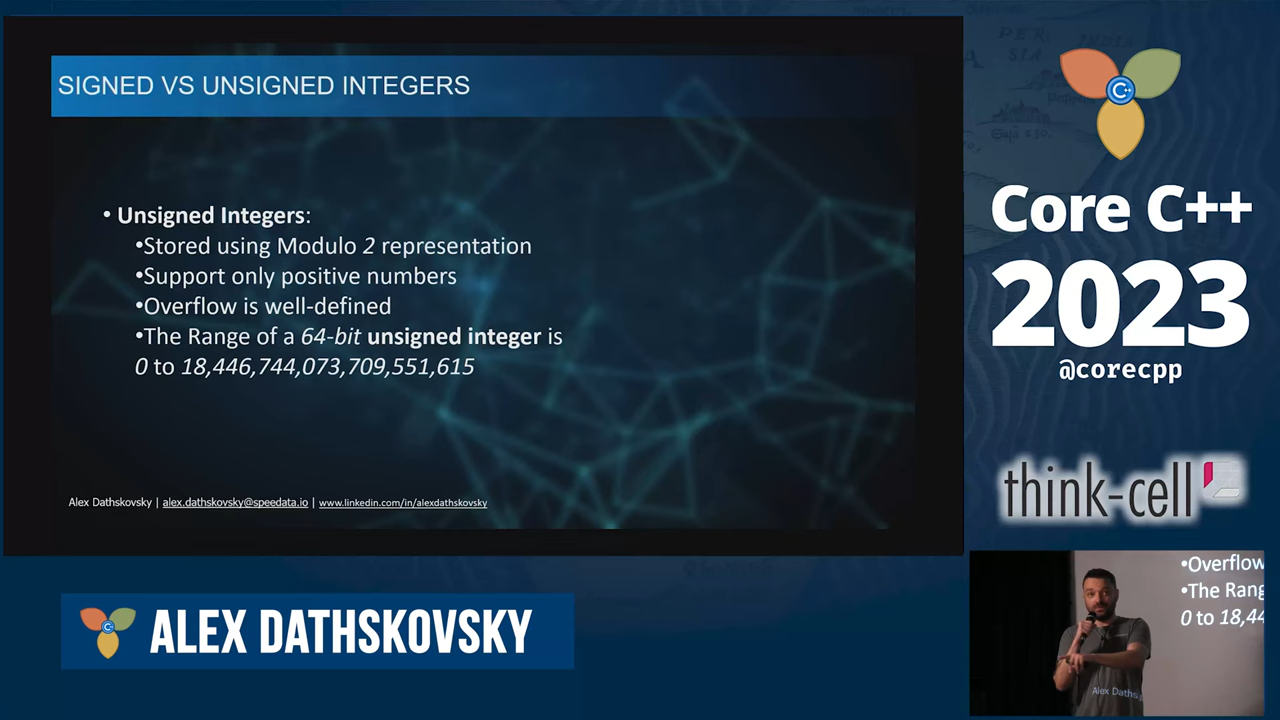 SIGNED VS UNSIGNED INTEGERS
• Unsigned Integers:
•Stored using Modulo 2 representation
•Support only positive numbers
•Overflow is well-defined
•The Range of a 64-bit unsigned integer is
0 to 18,446,744,073,709,551,615
Alex Dathskovsky | alex.dathskovsky@speedata.io | www.linkedin.com/in/alexdathskovsky
C++
ALEX DATHSKOVSKY
C++
Core C++
2023
@corecpp
think-cell
•Overflow
•The Rang
0 to 18,44
Alex Daths